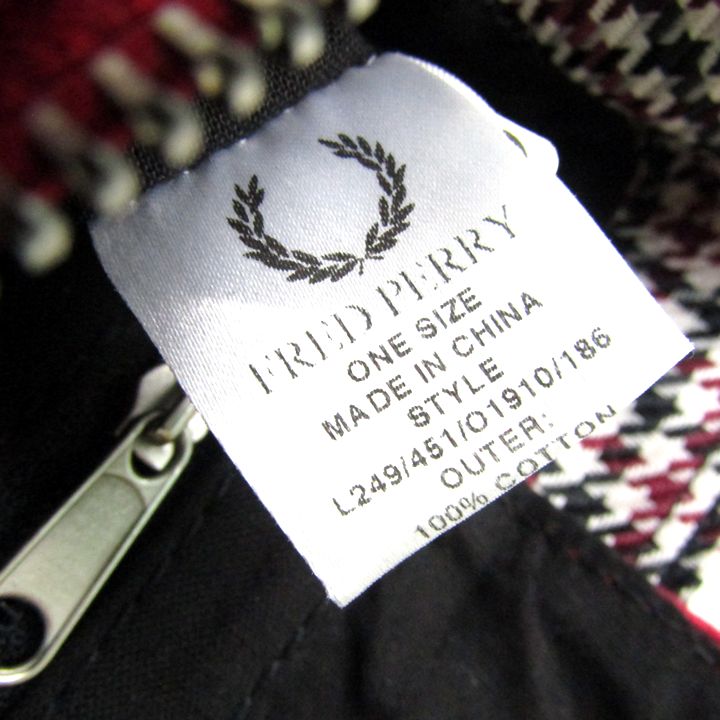 FRED PERRY
ONE SIZE
MADE IN CHINA
STYLE
L249/451/O1910/186
OUTER:
100% COTTON